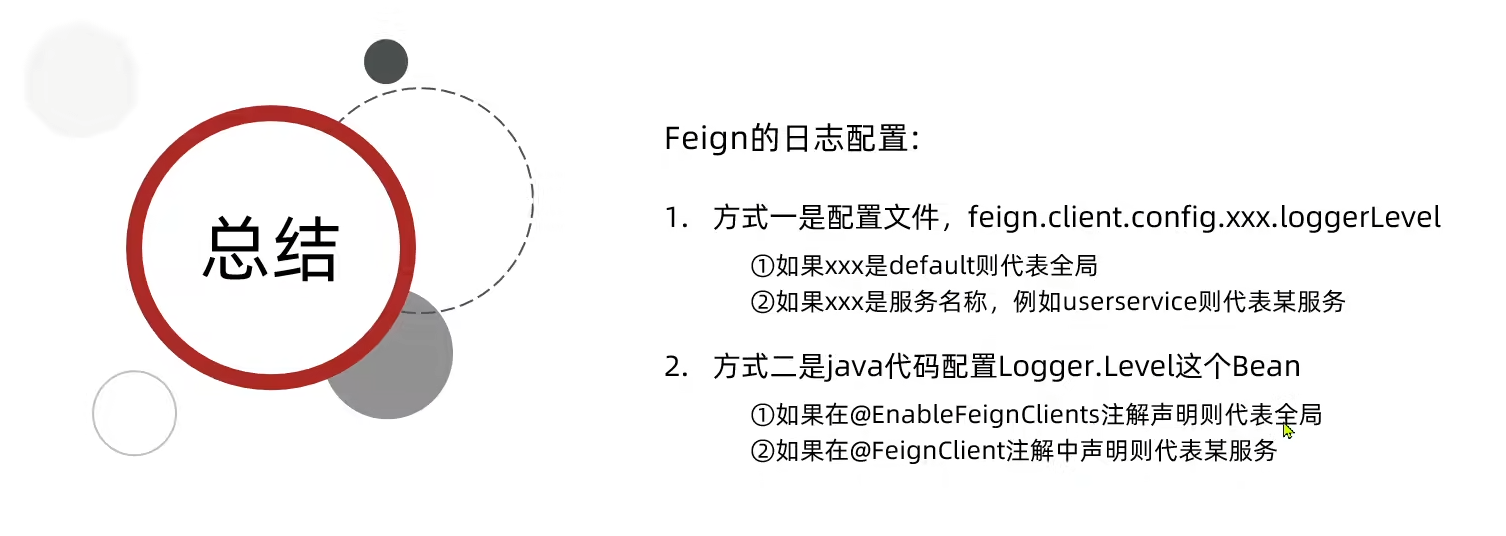 总结
Feign的日志配置:
1. 方式一是配置文件，feign.client.config.xxx.loggerLevel
①如果xxx是default则代表全局
②如果xxx是服务名称，例如userservice则代表某服务
2. 方式二是java代码配置Logger.Level这个Bean
①如果在@EnableFeignClients注解声明则代表全局
②如果在@FeignClient注解中声明则代表某服务